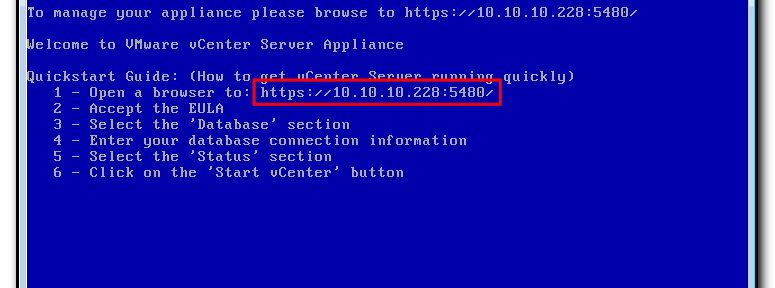 To manage your appliance please browse to https://10.10.10.228:5480/
Welcome to VMware vCenter Server Appliance
Quickstart Guide: (How to get vCenter Server running quickly)
1 - Open a browser to: https://10.10.10.228:5480/
2 - Accept the EULA
3 - Select the 'Database' section
4 - Enter your database connection information
5 - Select the 'Status' section
6 - Click on the 'Start vCenter' button